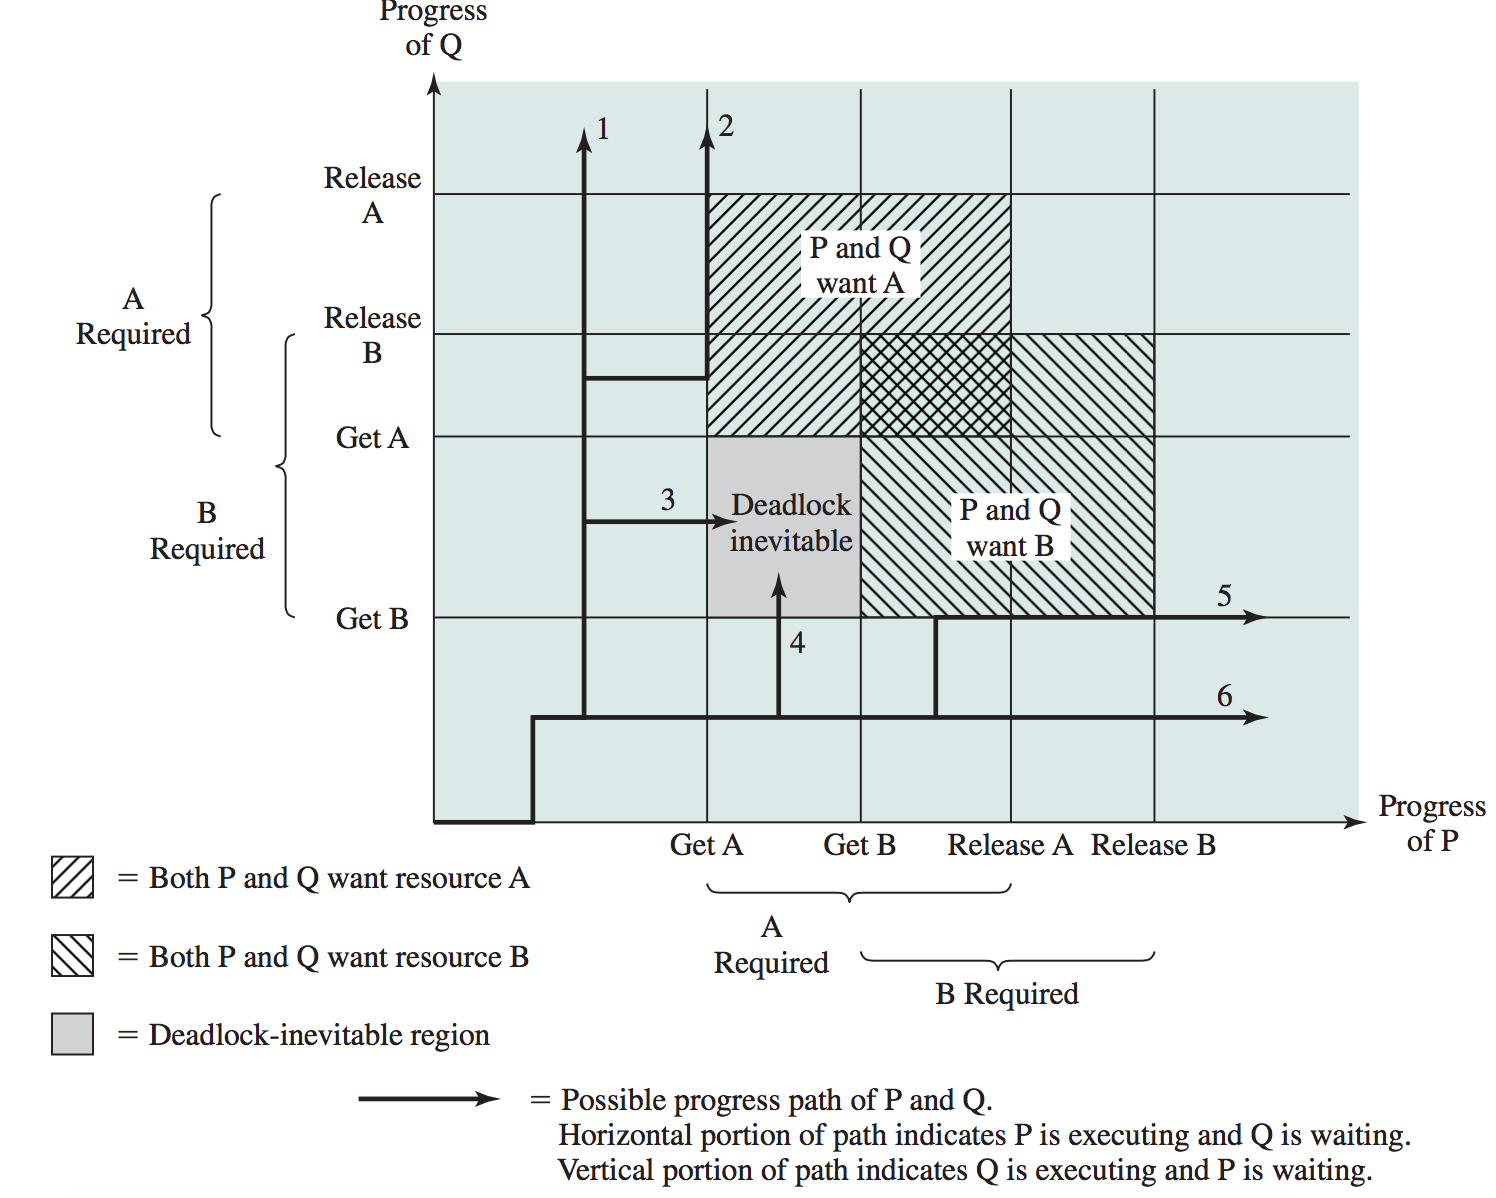 Progress
of Q
1
2
Release
A
P and Q
want A
A
Required
Release
B
Get A
3
Deadlock
inevitable
P and Q
want B
B
Required
Get B
4
5
6
Progress
of P
Get A
Get B
Release A
Release B
A
Required
B Required
= Both P and Q want resource A
= Both P and Q want resource B
= Deadlock-inevitable region
= Possible progress path of P and Q.
Horizontal portion of path indicates P is executing and Q is waiting.
Vertical portion of path indicates Q is executing and P is waiting.